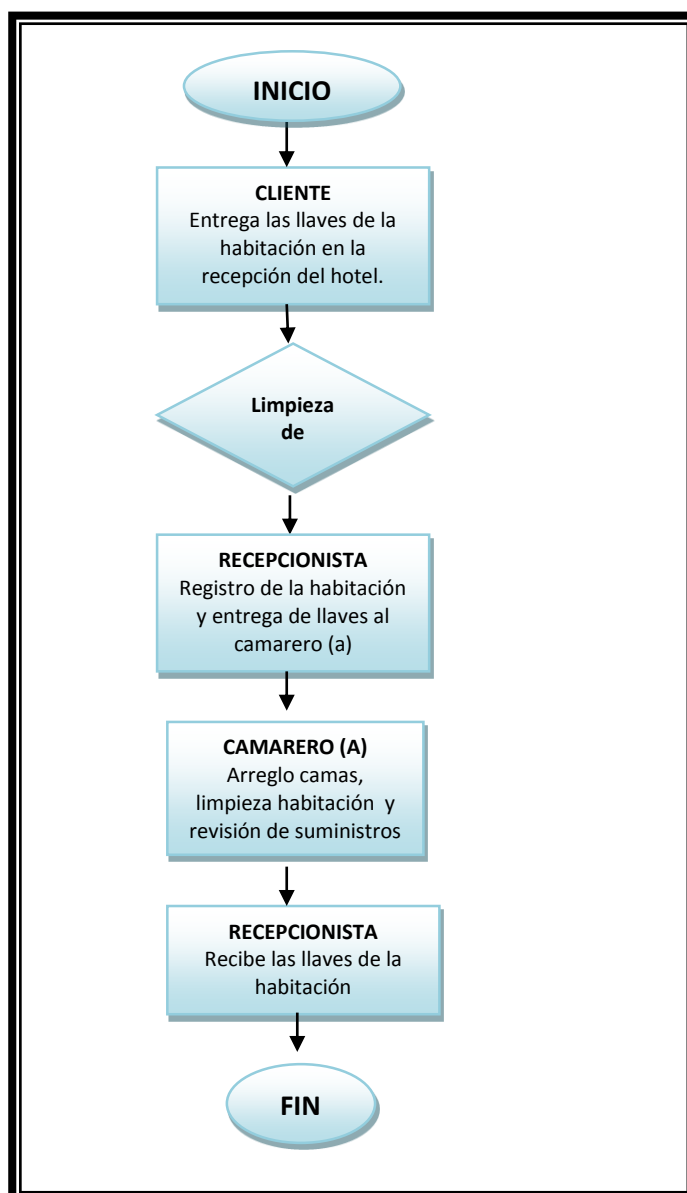 INICIO
CLIENTE
Entrega las llaves de la
habitación en la
recepción del hotel.
Limpieza
de
RECEPCIONISTA
Registro de la habitación
y entrega de llaves al
camarero (a)
CAMARERO (A)
Arreglo camas,
limpieza habitación y
revisión de suministros
RECEPCIONISTA
Recibe las llaves de la
habitación
FIN